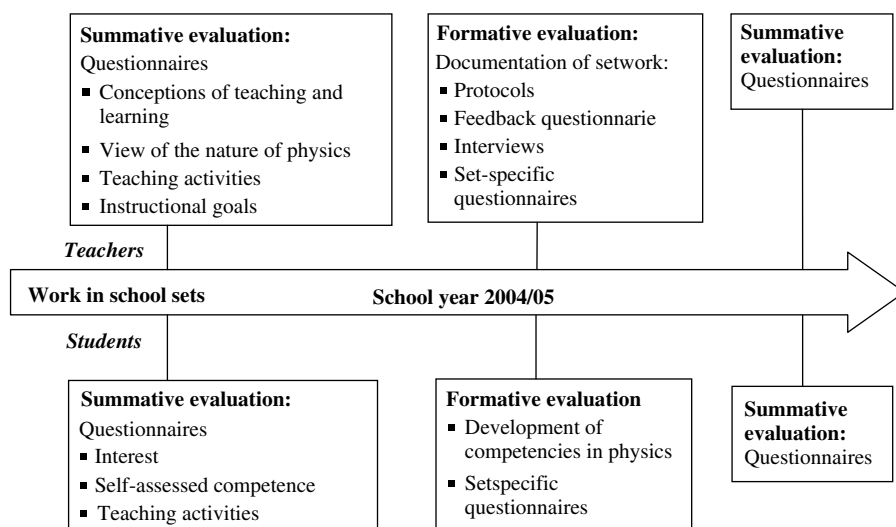 Summative evaluation:
Questionnaires
▪ Conceptions of teaching and
learning
▪ View of the nature of physics
▪ Teaching activities
▪ Instructional goals
Formative evaluation:
Documentation of setwork:
▪ Protocols
▪ Feedback questionnarie
▪ Interviews
▪ Set-specific
questionnaires
Summative
evaluation:
Questionnaires
Teachers
Work in school sets
School year 2004/05
Students
Summative evaluation:
Questionnaires
▪ Interest
▪ Self-assessed competence
▪ Teaching activities
Formative evaluation
▪ Development of
competencies in physics
▪ Setspecific
questionnaires
Summative
evaluation:
Questionnaires